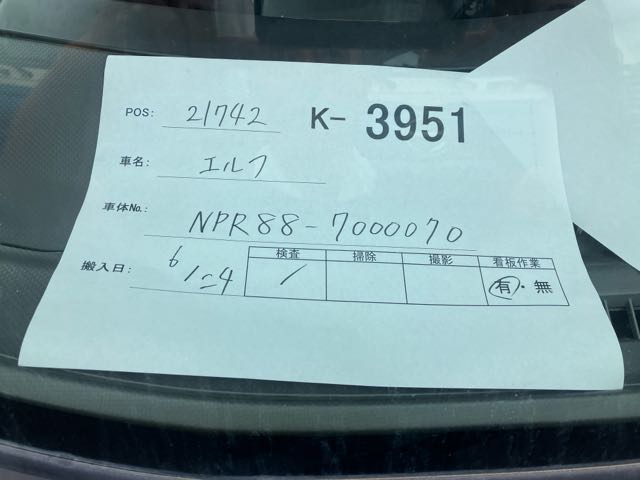 POS: 21742 K- 3951
車名: エルフ
車体No.: NPR88-7000070
搬入日: 6/24
検査 掃除 撮影 看板作業
/ 有・無